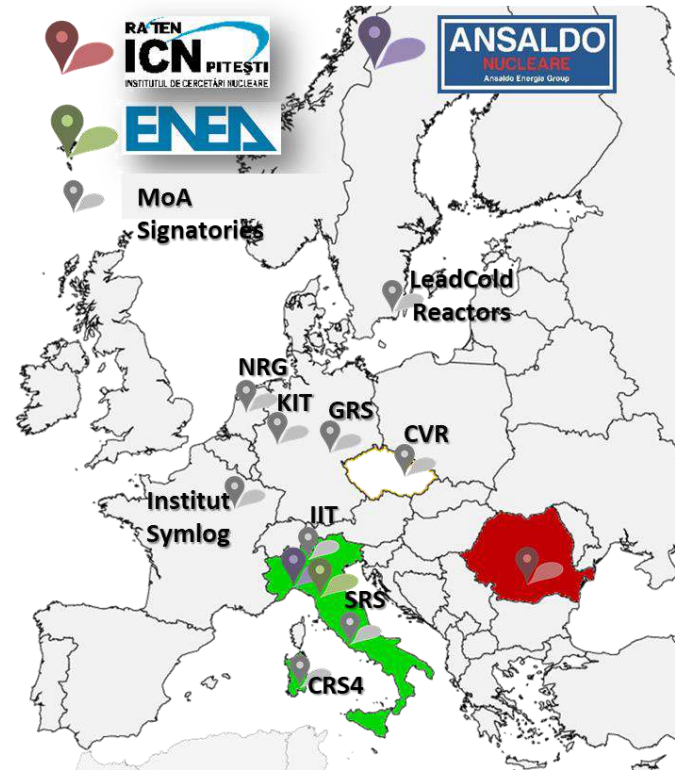 RATEN
ICN PITEȘTI
INSTITUTUL DE CERCETĂRI NUCLEARE
ANSALDO
NUCLEARE
Ansaldo Energia Group
ENEA
MoA
Signatories
LeadCold
Reactors
NRG
KIT
GRS
CVR
Institut
Symlog
IIT
SRS
CRS4